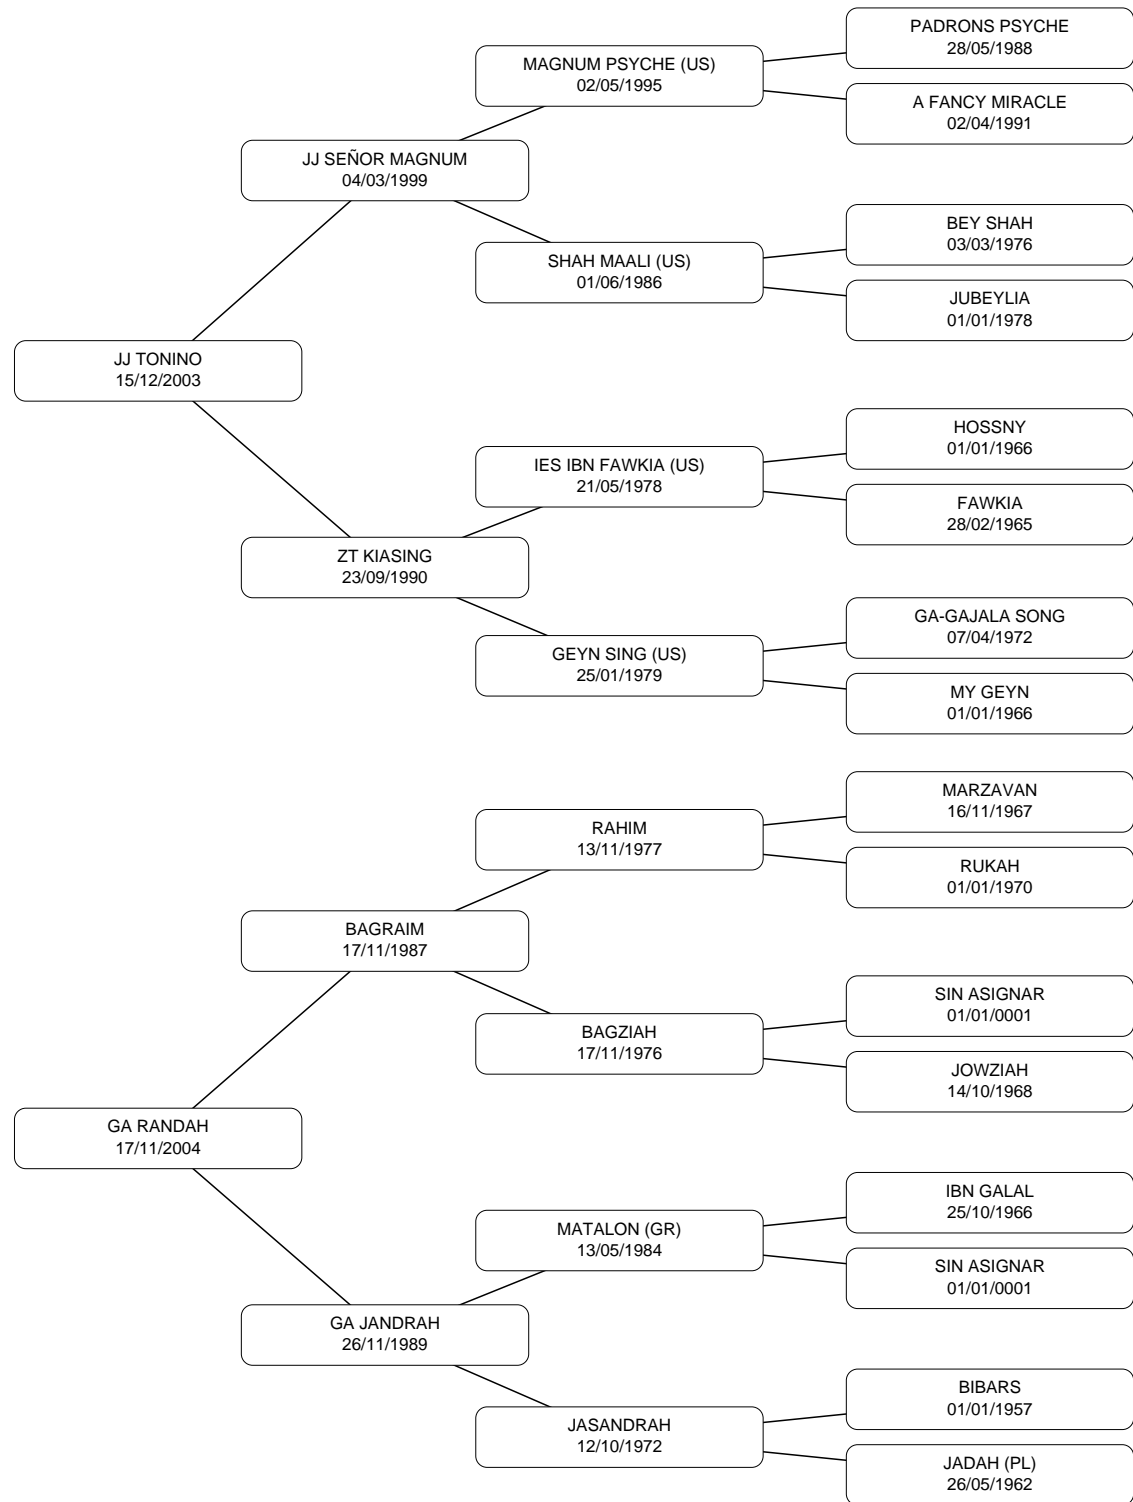 PADRONS PSYCHE
28/05/1988
MAGNUM PSYCHE (US)
02/05/1995
A FANCY MIRACLE
02/04/1991
JJ SEÑOR MAGNUM
04/03/1999
BEY SHAH
03/03/1976
SHAH MAALI (US)
01/06/1986
JUBEYLIA
01/01/1978
JJ TONINO
15/12/2003
HOSSNY
01/01/1966
IES IBN FAWKIA (US)
21/05/1978
FAWKIA
28/02/1965
ZT KIASING
23/09/1990
GA-GAJALA SONG
07/04/1972
GEYN SING (US)
25/01/1979
MY GEYN
01/01/1966
MARZAVAN
16/11/1967
RAHIM
13/11/1977
RUKAH
01/01/1970
BAGRAIM
17/11/1987
SIN ASIGNAR
01/01/0001
BAGZIAH
17/11/1976
JOWZIAH
14/10/1968
GA RANDAH
17/11/2004
IBN GALAL
25/10/1966
MATALON (GR)
13/05/1984
SIN ASIGNAR
01/01/0001
GA JANDRAH
26/11/1989
BIBARS
01/01/1957
JASANDRAH
12/10/1972
JADAH (PL)
26/05/1962